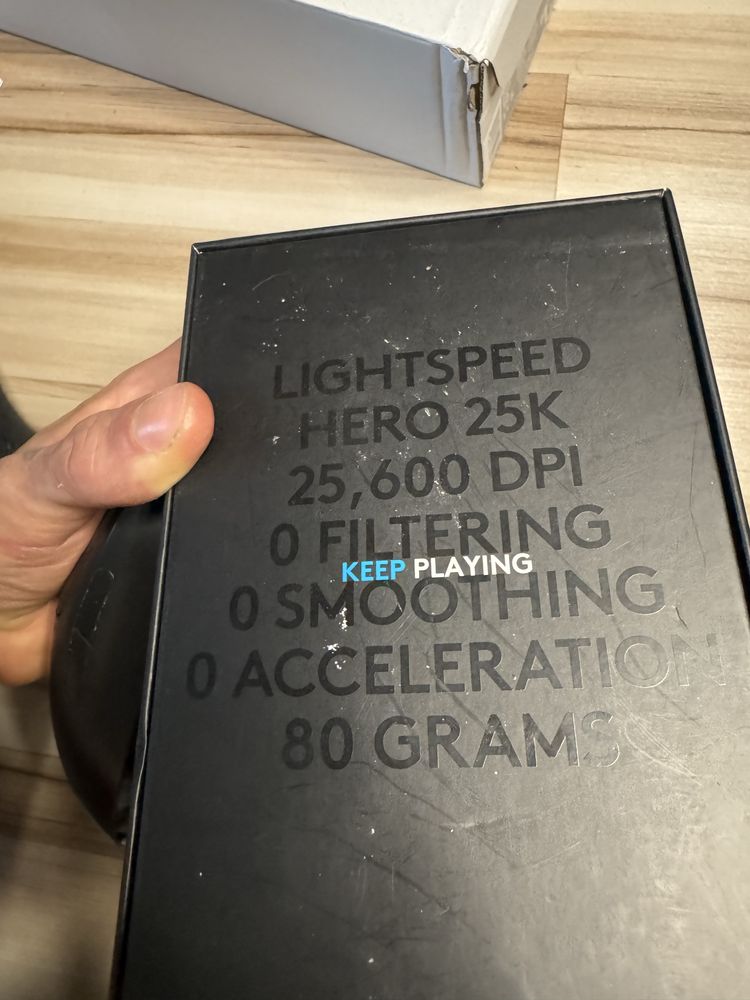 LIGHTSPEED
HERO 25K
25,600 DPI
0 FILTERING
KEEP PLAYING
0 SMOOTHING
0 ACCELERATION
80 GRAMS